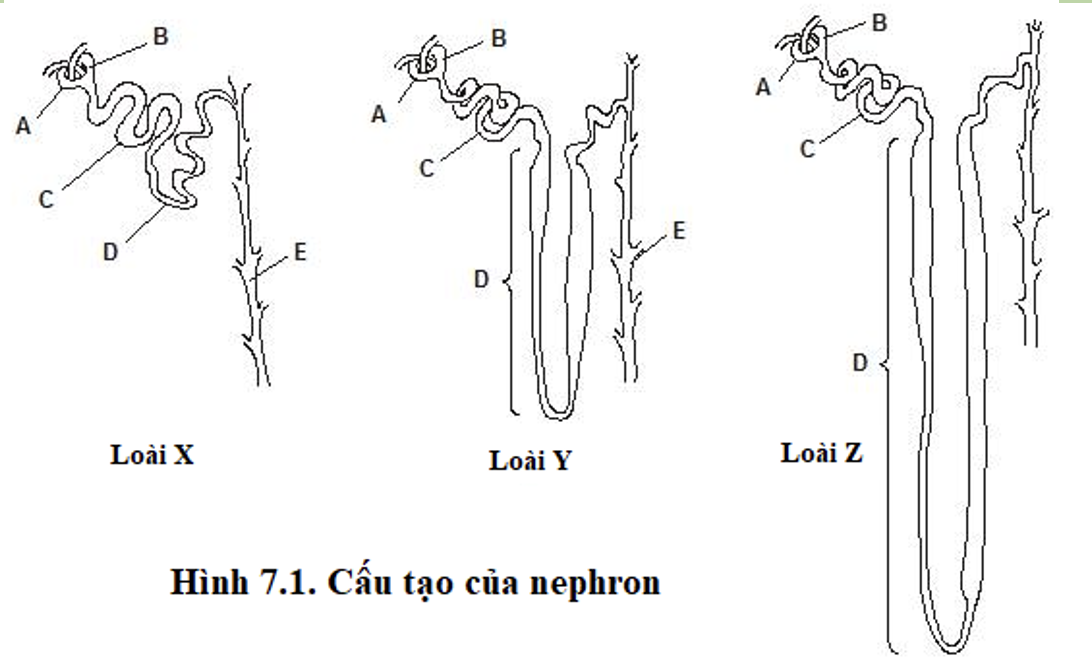 B
A
C
D
E
Loài X
B
A
C
D
E
Loài Y
B
A
C
D
Loài Z
Hình 7.1. Cấu tạo của nephron